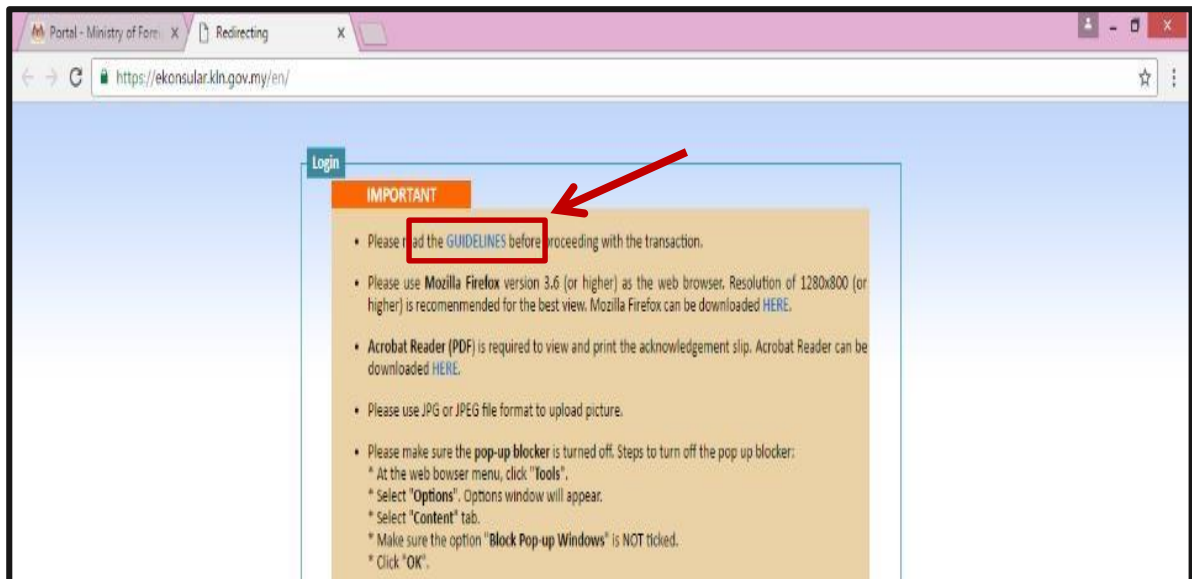 Portal - Ministry of Forei
Redirecting
https://ekonsular.kln.gov.my/en/
Login
IMPORTANT
• Please read the GUIDELINES before proceeding with the transaction.
• Please use Mozilla Firefox version 3.6 (or higher) as the web browser. Resolution of 1280x800 (or
higher) is recomenmended for the best view. Mozilla Firefox can be downloaded HERE.
• Acrobat Reader (PDF) is required to view and print the acknowledgement slip. Acrobat Reader can be
downloaded HERE.
• Please use JPG or JPEG file format to upload picture.
• Please make sure the pop-up blocker is turned off. Steps to turn off the pop up blocker:
* At the web bowser menu, click "Tools".
* Select "Options". Options window will appear.
* Select "Content" tab.
* Make sure the option "Block Pop-up Windows" is NOT ticked.
* Click "OK".